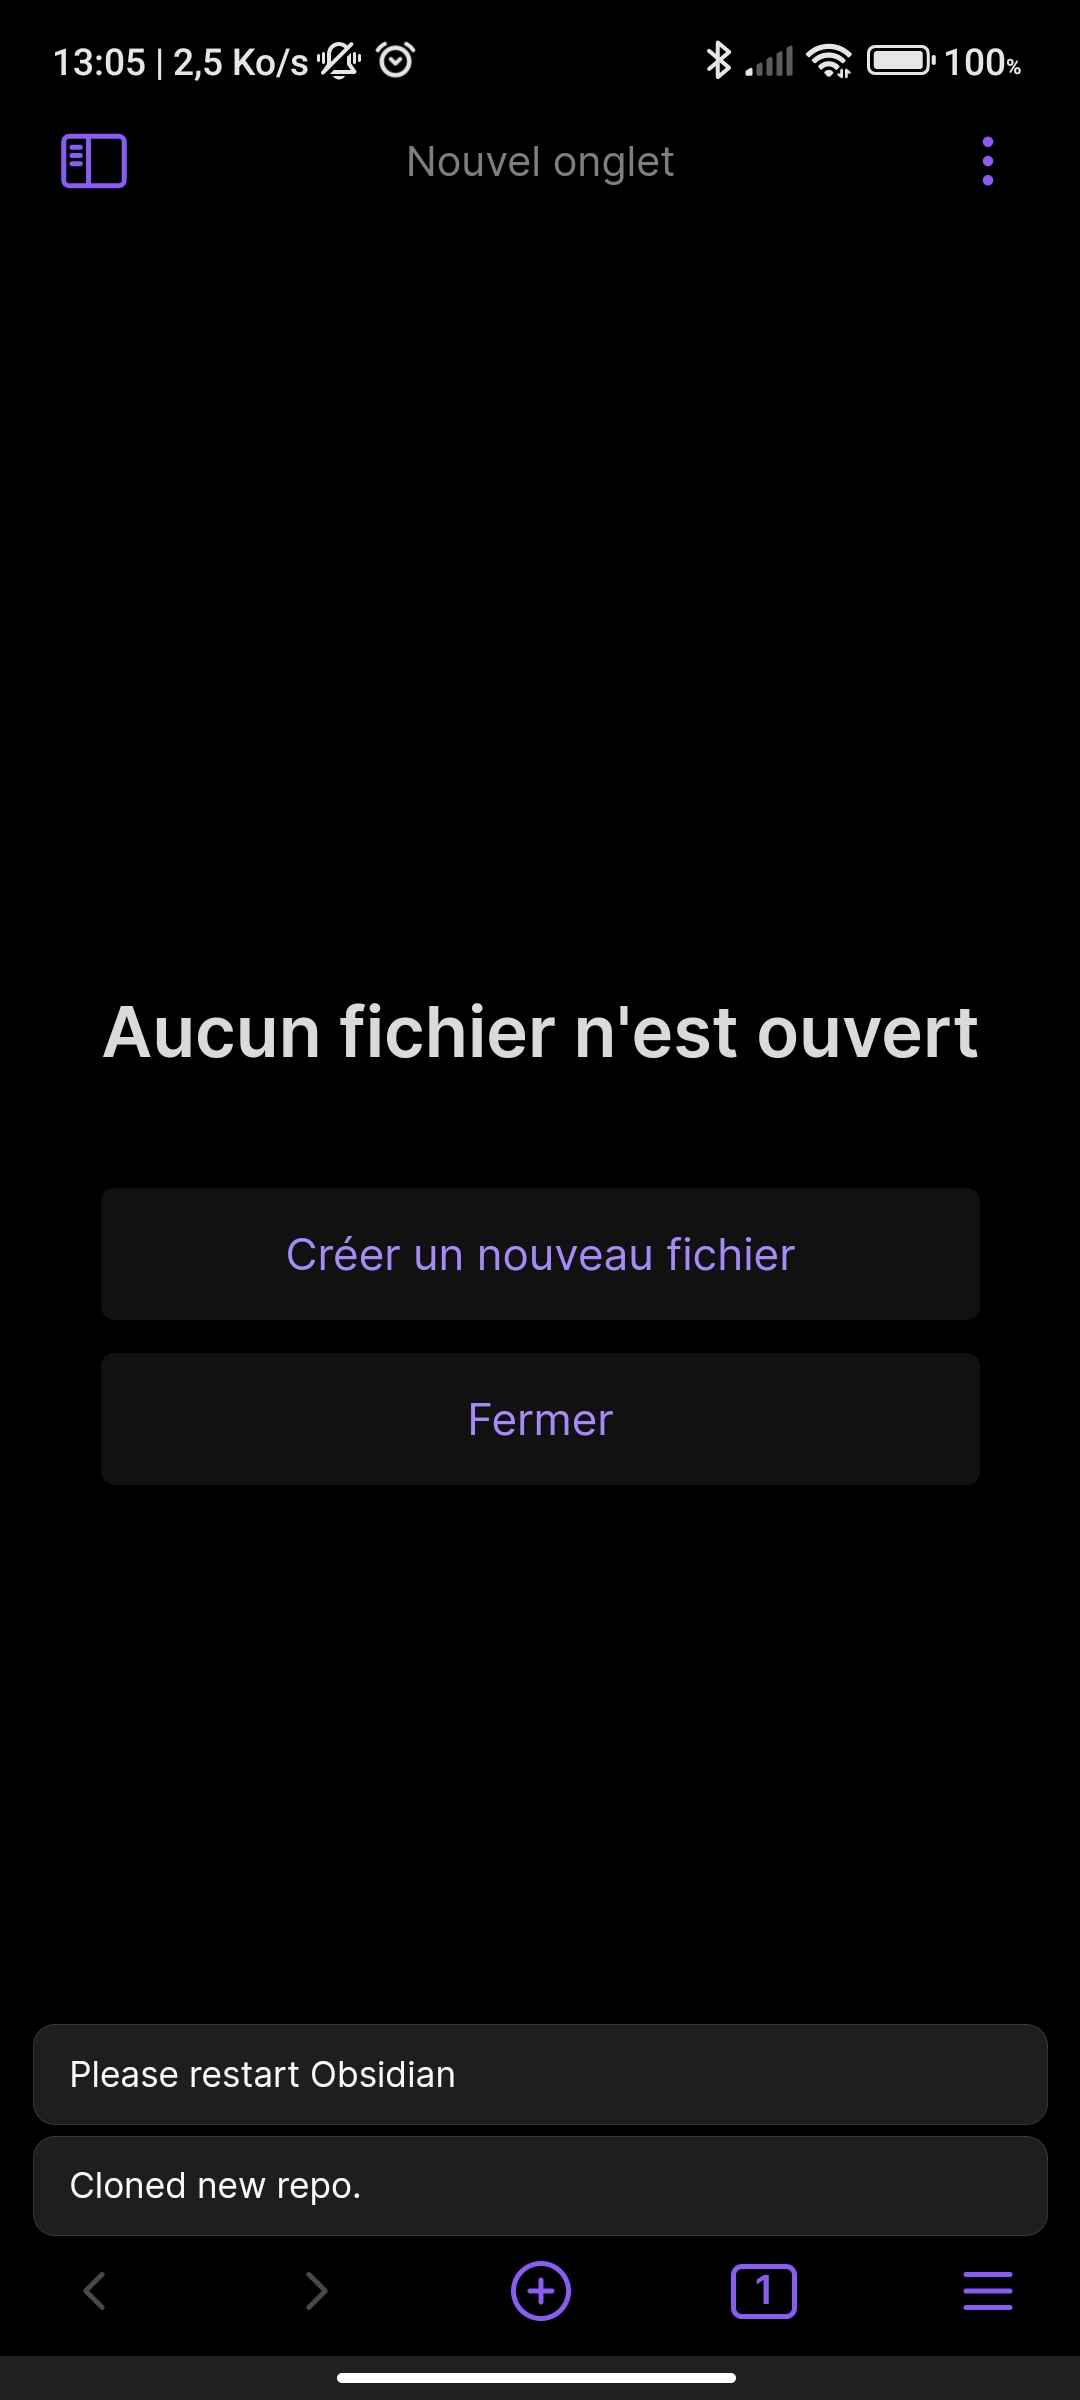 13:05 | 2,5 Ko/s 100%
Nouvel onglet
Aucun fichier n'est ouvert
Créer un nouveau fichier
Fermer
Please restart Obsidian
Cloned new repo.
1